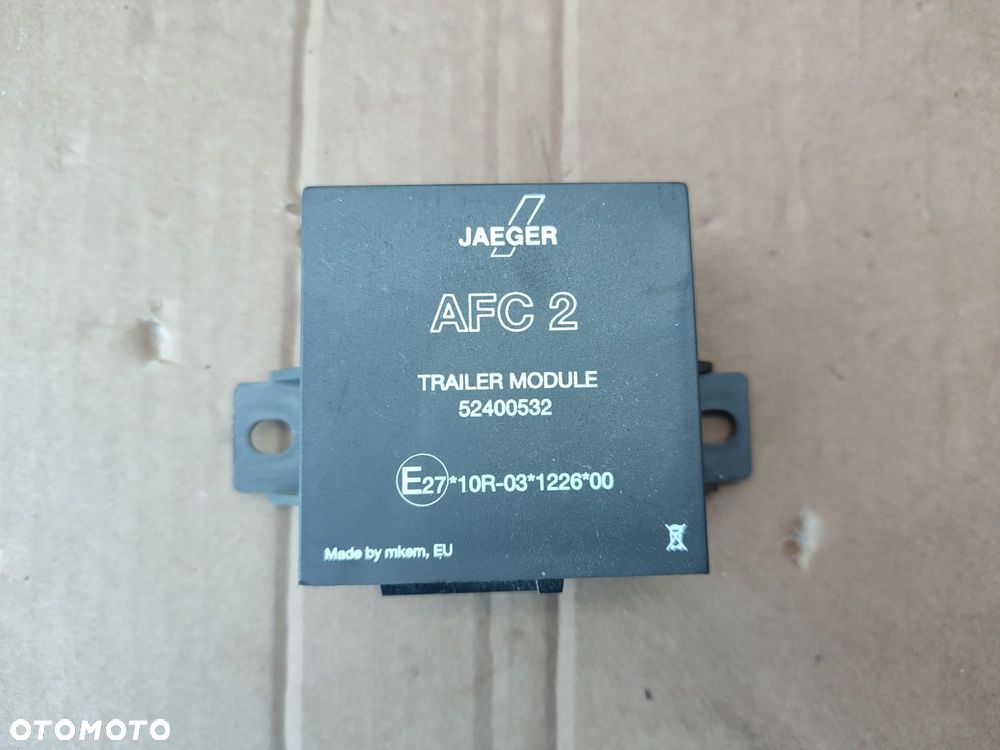 JAEGER
AFC 2
TRAILER MODULE
52400532
E27*10R-03*1226*00
Made by mkem, EU
OTOMOTO